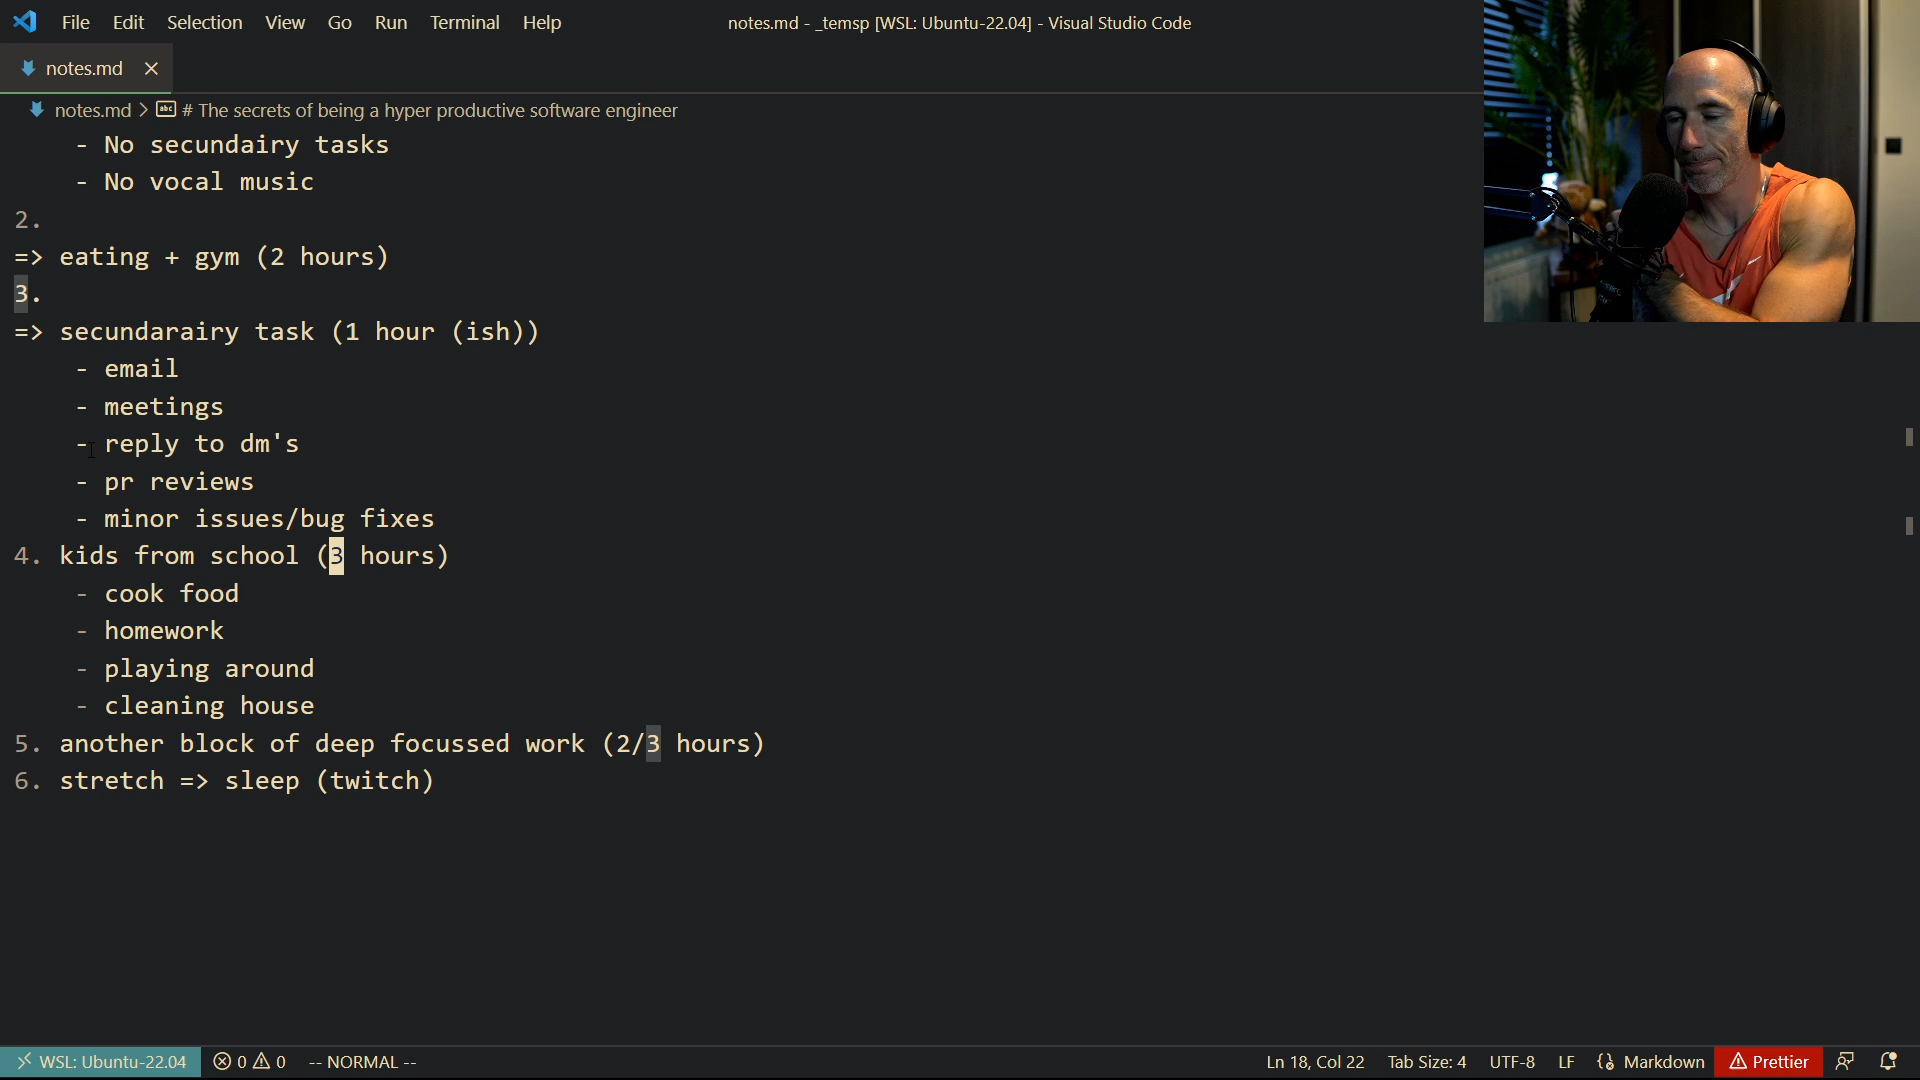 File Edit Selection View Go Run Terminal Help
notes.md - _temsp [WSL: Ubuntu-22.04] - Visual Studio Code
notes.md
notes.md > abc # The secrets of being a hyper productive software engineer
- No secundairy tasks
- No vocal music
2.
=> eating + gym (2 hours)
3.
=> secundarairy task (1 hour (ish))
- email
- meetings
- reply to dm's
- pr reviews
- minor issues/bug fixes
4. kids from school (3 hours)
- cook food
- homework
- playing around
- cleaning house
5. another block of deep focussed work (2/3 hours)
6. stretch => sleep (twitch)
WSL: Ubuntu-22.04 0 0 -- NORMAL -- Ln 18, Col 22 Tab Size: 4 UTF-8 LF Markdown Prettier